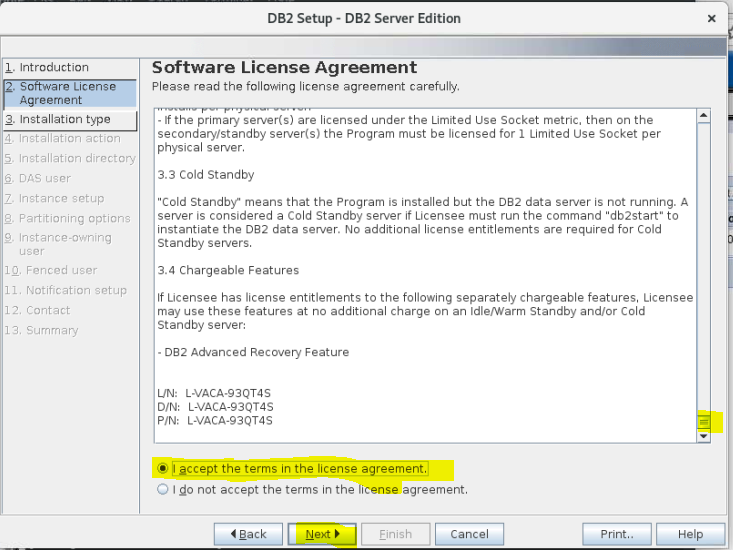 DB2 Setup - DB2 Server Edition
1. Introduction
2. Software License
Agreement
3. Installation type
4. Installation action
5. Installation directory
6. DAS user
7. Instance setup
8. Partitioning options
9. Instance-owning
user
10. Fenced user
11. Notification setup
12. Contact
13. Summary
Software License Agreement
Please read the following license agreement carefully.
installs per physical server.
- If the primary server(s) are licensed under the Limited Use Socket metric, then on the
secondary/standby server(s) the Program must be licensed for 1 Limited Use Socket per
physical server.
3.3 Cold Standby
"Cold Standby" means that the Program is installed but the DB2 data server is not running. A
server is considered a Cold Standby server if Licensee must run the command "db2start" to
instantiate the DB2 data server. No additional license entitlements are required for Cold
Standby servers.
3.4 Chargeable Features
If Licensee has license entitlements to the following separately chargeable features, Licensee
may use these features at no additional charge on an Idle/Warm Standby and/or Cold
Standby server:
- DB2 Advanced Recovery Feature
L/N: L-VACA-93QT4S
D/N: L-VACA-93QT4S
P/N: L-VACA-93QT4S
I accept the terms in the license agreement.
I do not accept the terms in the license agreement.
Back Next Finish Cancel Print.. Help